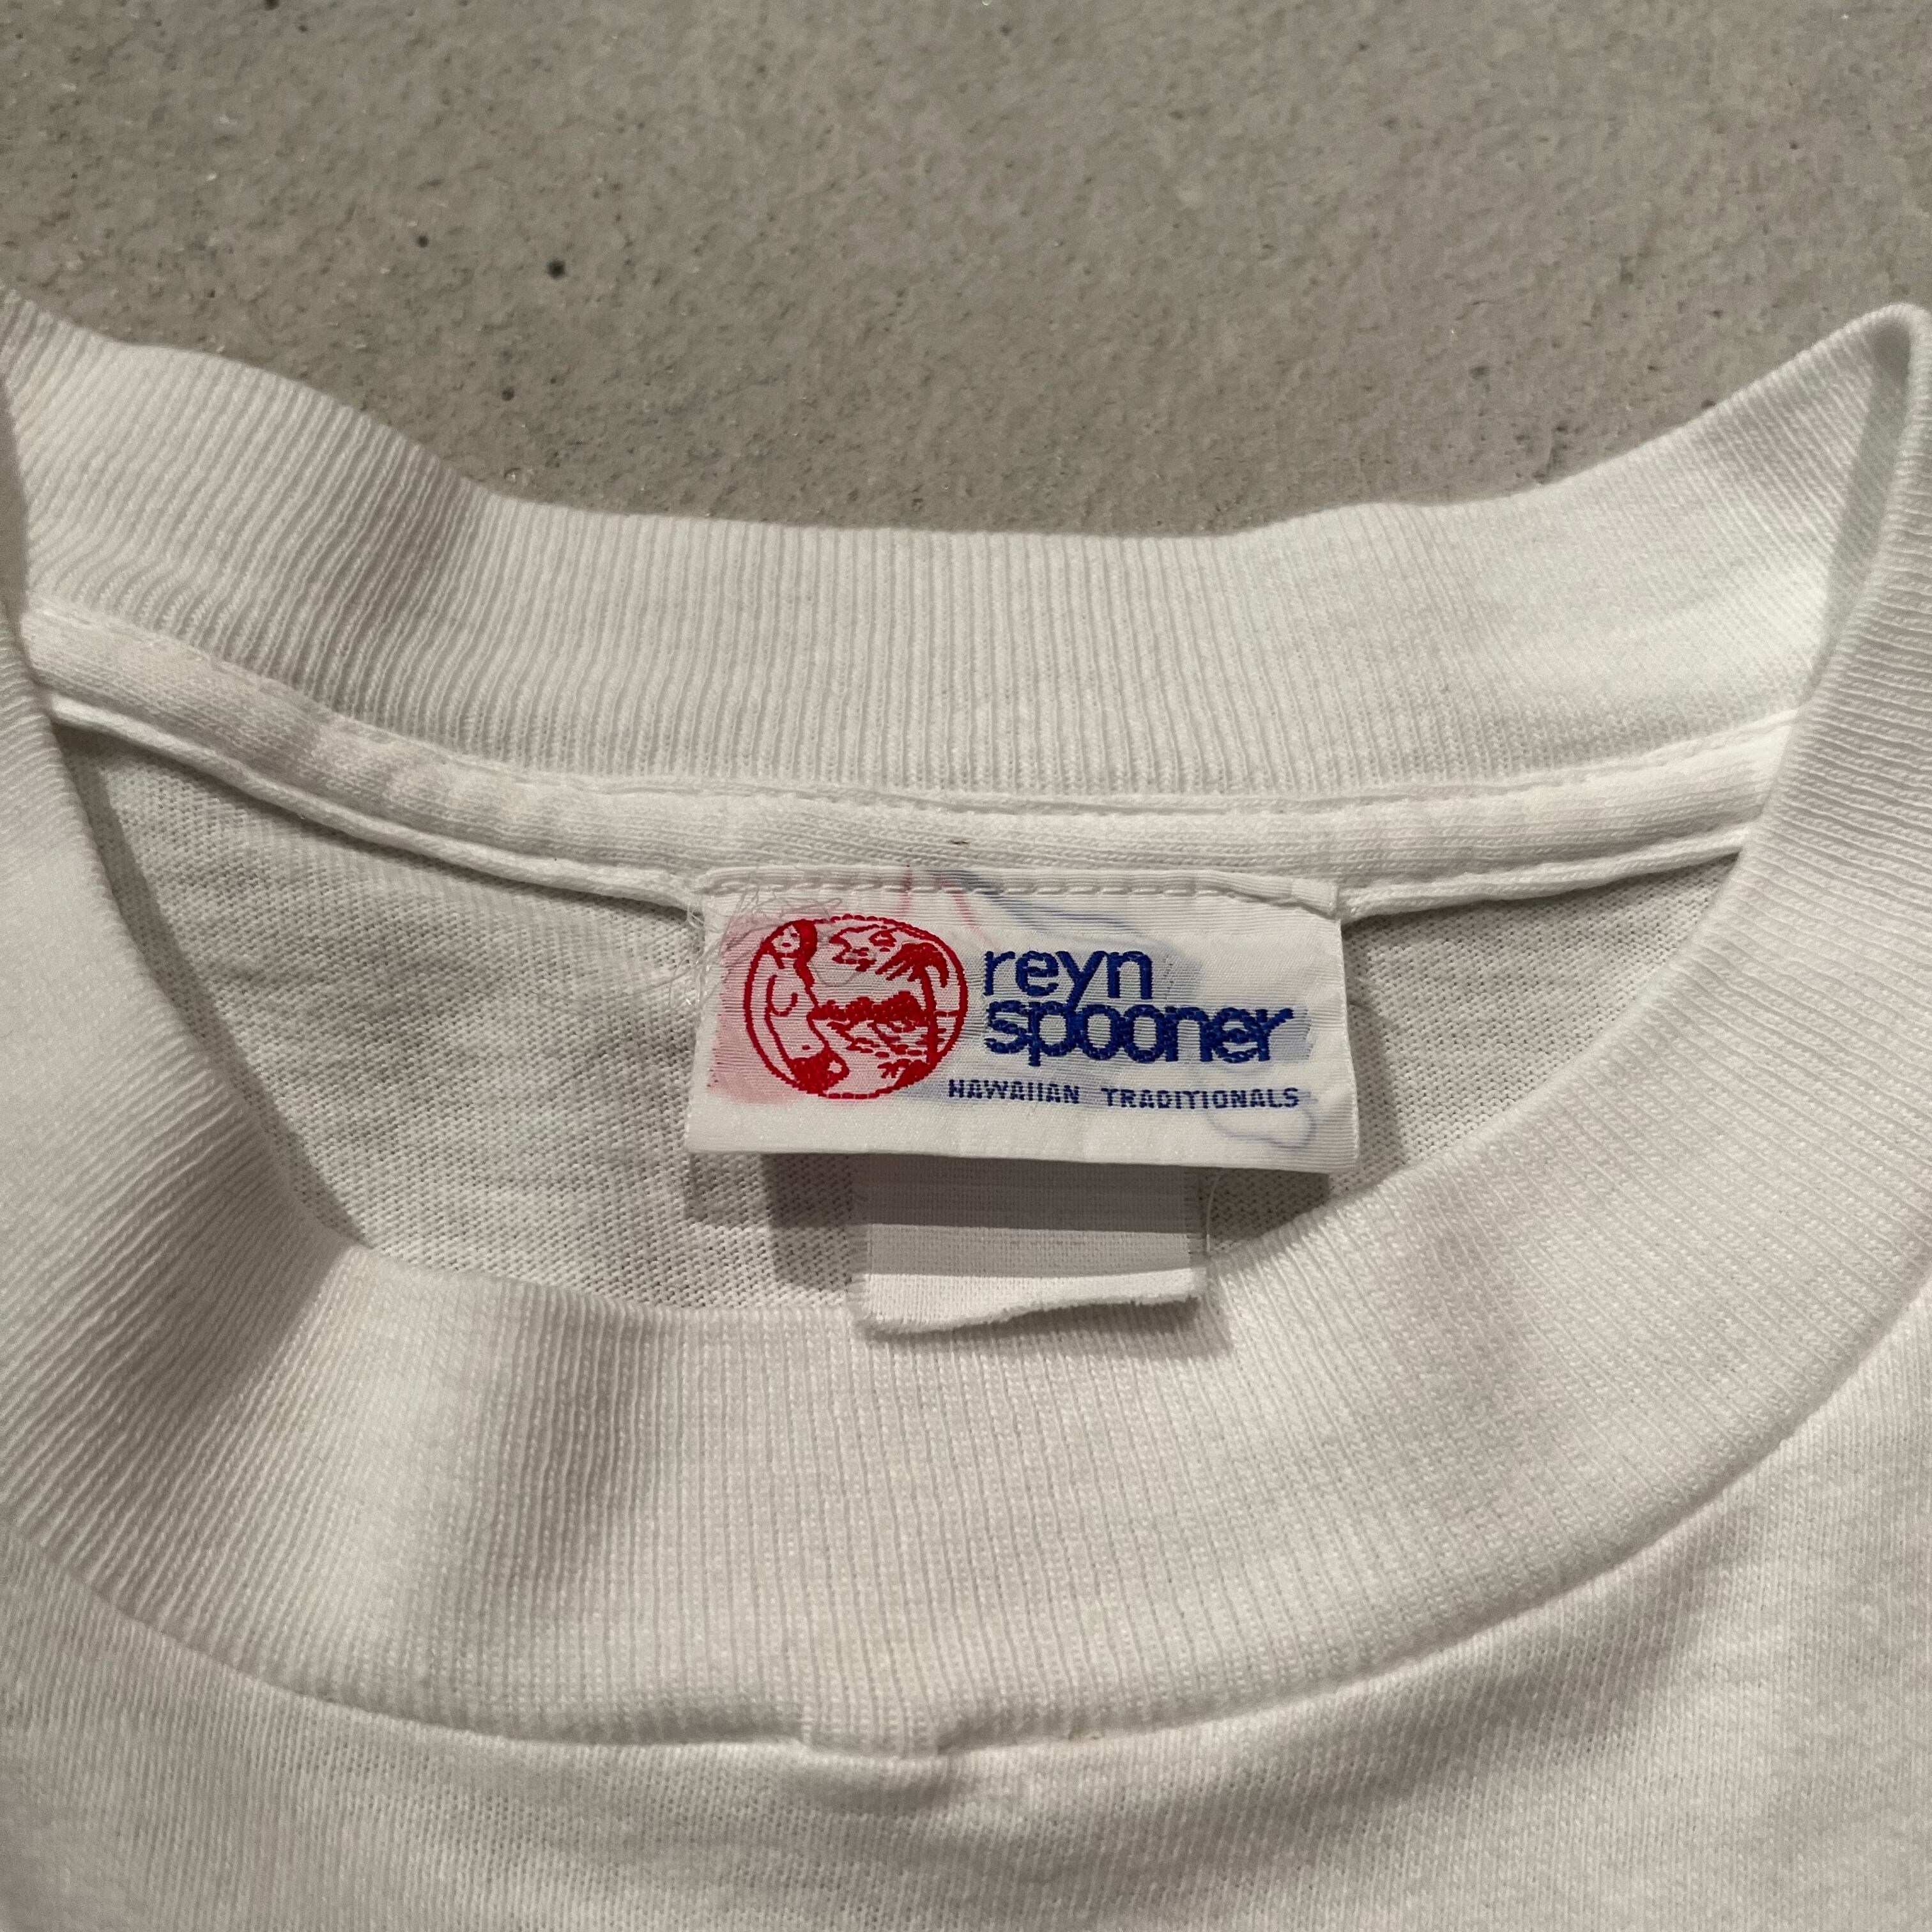 reyn
spooner
HAWAIIAN TRADITIONALS